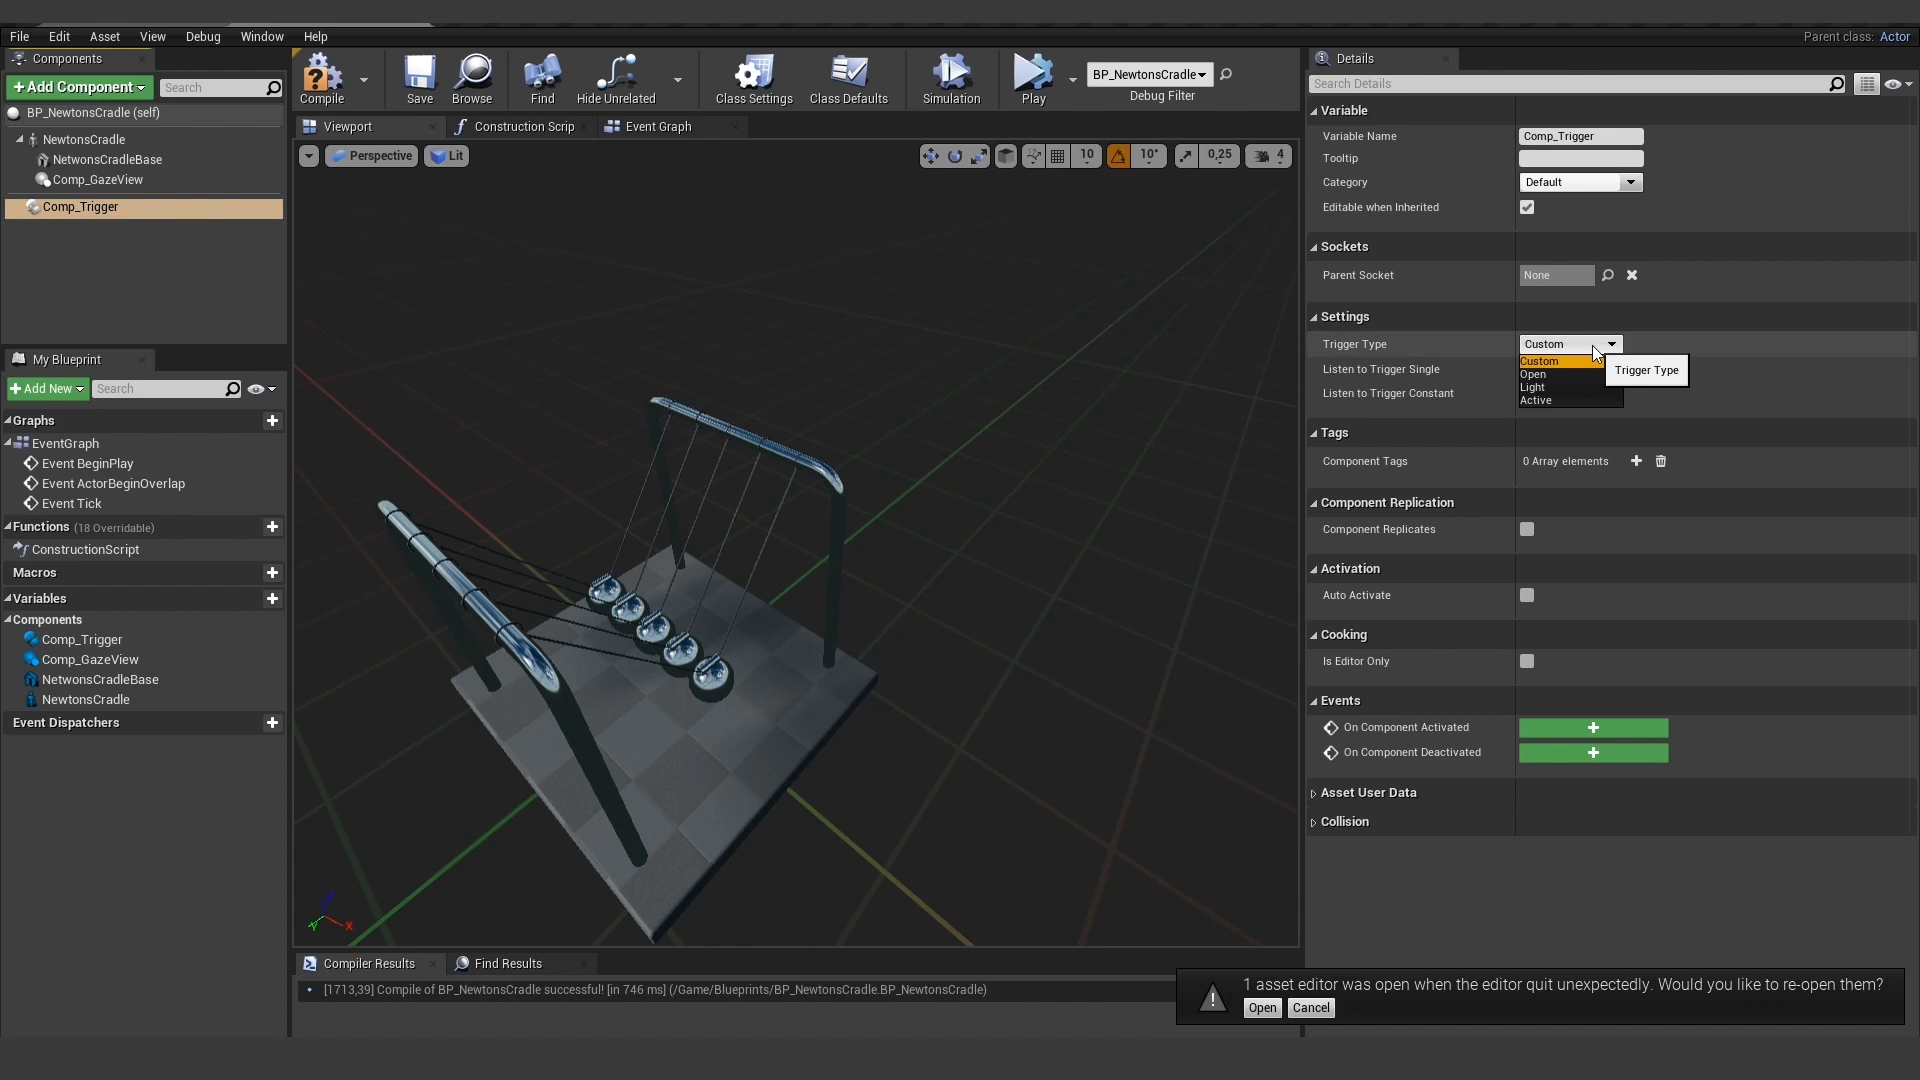 File Edit Asset View Debug Window Help
Parent class: Actor
Components
+ Add Component
Search
BP_NewtonsCradle (self)
NewtonsCradle
NetwonsCradleBase
Comp_GazeView
Comp_Trigger
My Blueprint
+ Add New
Search
Graphs
EventGraph
Event BeginPlay
Event ActorBeginOverlap
Event Tick
Functions (18 Overridable)
ConstructionScript
Macros
Variables
Components
Comp_Trigger
Comp_GazeView
NetwonsCradleBase
NewtonsCradle
Event Dispatchers
Compile
Save
Browse
Find
Hide Unrelated
Class Settings
Class Defaults
Simulation
Play
BP_NewtonsCradle
Debug Filter
Viewport
Construction Scrip
Event Graph
Perspective
Lit
10
10°
0,25
4
X
Y
Compiler Results
Find Results
[1713,39] Compile of BP_NewtonsCradle successful! [in 746 ms] (/Game/Blueprints/BP_NewtonsCradle.BP_NewtonsCradle)
Details
Search Details
Variable
Variable Name Comp_Trigger
Tooltip
Category Default
Editable when Inherited
Sockets
Parent Socket None
Settings
Trigger Type Custom
Custom
Open
Light
Active
Trigger Type
Listen to Trigger Single
Listen to Trigger Constant
Tags
Component Tags 0 Array elements
Component Replication
Component Replicates
Activation
Auto Activate
Cooking
Is Editor Only
Events
On Component Activated
On Component Deactivated
Asset User Data
Collision
1 asset editor was open when the editor quit unexpectedly. Would you like to re-open them?
Open Cancel